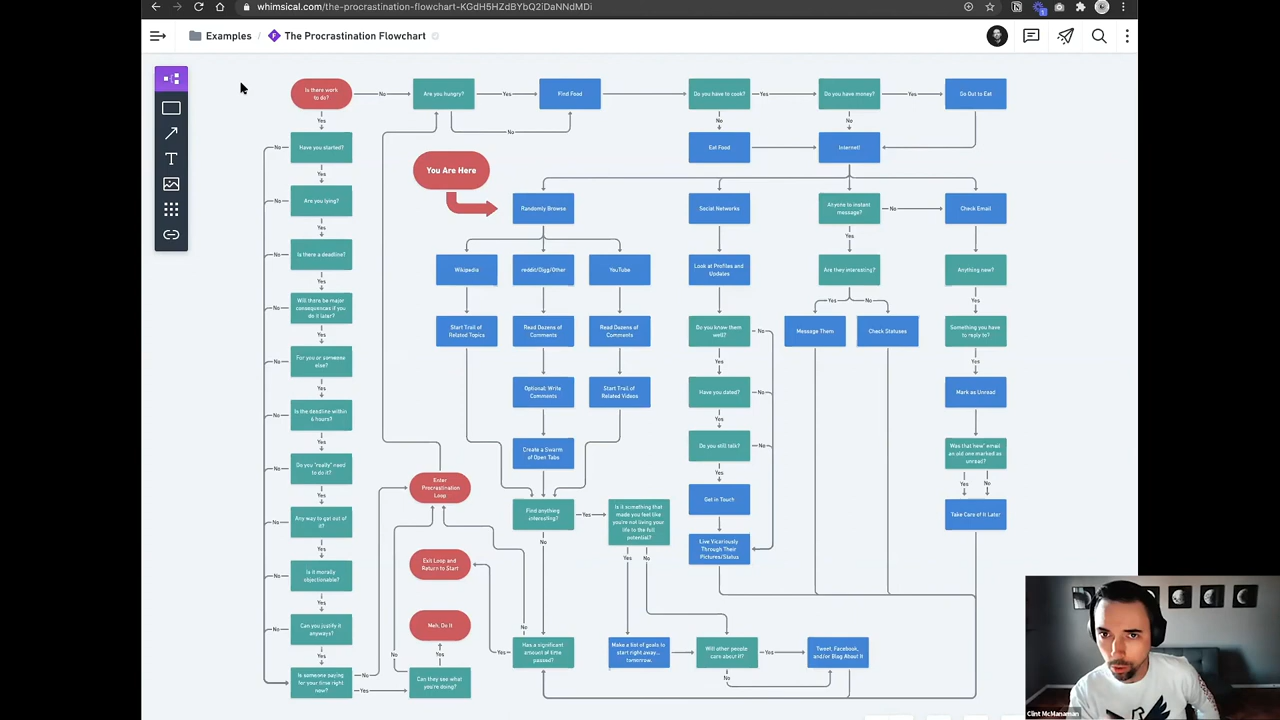 whimsical.com/the-procrastination-flowchart-KGdH5HZdBYbQ2iDaNNdMDi
Examples / The Procrastination Flowchart
Is there work
to do?
No
Are you hungry?
Yes
Find Food
Do you have to cook?
Yes
Do you have money?
Yes
Go Out to Eat
Yes
No
No
No
No
Have you started?
Eat Food
Internet!
Yes
You Are Here
No
Are you lying?
Randomly Browse
Social Networks
Anyone to instant
message?
No
Check Email
Yes
Yes
No
Is there a deadline?
Wikipedia
reddit/Digg/Other
YouTube
Look at Profiles and
Updates
Are they interesting?
Anything new?
Yes
Yes
No
Yes
No
Will there be major
consequences if you
do it later?
Start Trail of
Related Topics
Read Dozens of
Comments
Read Dozens of
Comments
Do you know them
well?
No
Message Them
Check Statuses
Something you have
to reply to?
Yes
Yes
Yes
No
For you or someone
else?
Optional: Write
Comments
Start Trail of
Related Videos
Have you dated?
No
Mark as Unread
Yes
Yes
No
Is the deadline within
6 hours?
Create a Swarm
of Open Tabs
Do you still talk?
No
Was that "new" email
an old one marked as
unread?
Yes
Yes
Yes
No
No
Do you "really" need
to do it?
Enter
Procrastination
Loop
Get in Touch
Take Care of It Later
Yes
Find anything
interesting?
Yes
Is it something that
made you feel like
you're not living your
life to the full
potential?
No
Any way to get out of
it?
Live Vicariously
Through Their
Pictures/Status
Yes
No
Yes
No
Exit Loop and
Return to Start
No
Is it morally
objectionable?
Yes
No
Can you justify it
anyways?
Meh, Do It
No
Yes
Yes
No
Yes
Has a significant
amount of time
passed?
Make a list of goals to
start right away...
tomorrow.
Will other people
care about it?
Yes
Tweet, Facebook,
and/or Blog About It
Is someone paying
for your time right
now?
No
Yes
Can they see what
you're doing?
No
Clint McManaman